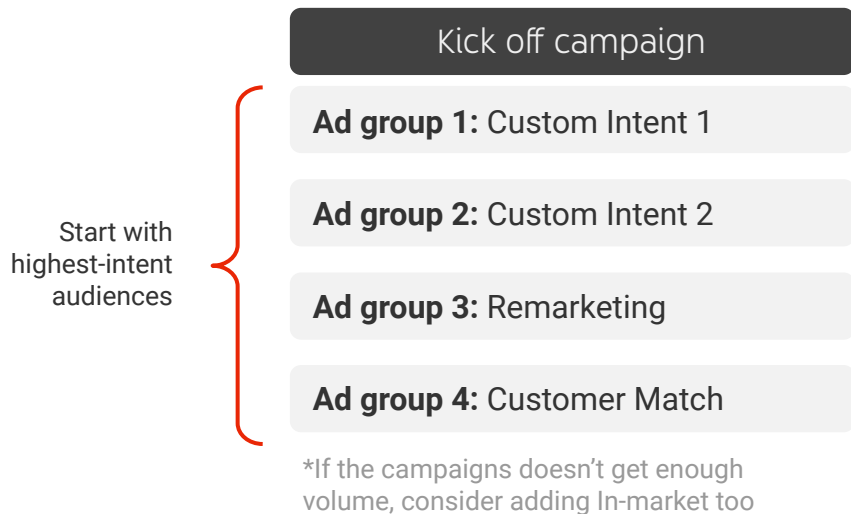 Kick off campaign
Ad group 1: Custom Intent 1
Ad group 2: Custom Intent 2
Start with
highest-intent
audiences
Ad group 3: Remarketing
Ad group 4: Customer Match
*If the campaigns doesn't get enough
volume, consider adding In-market too